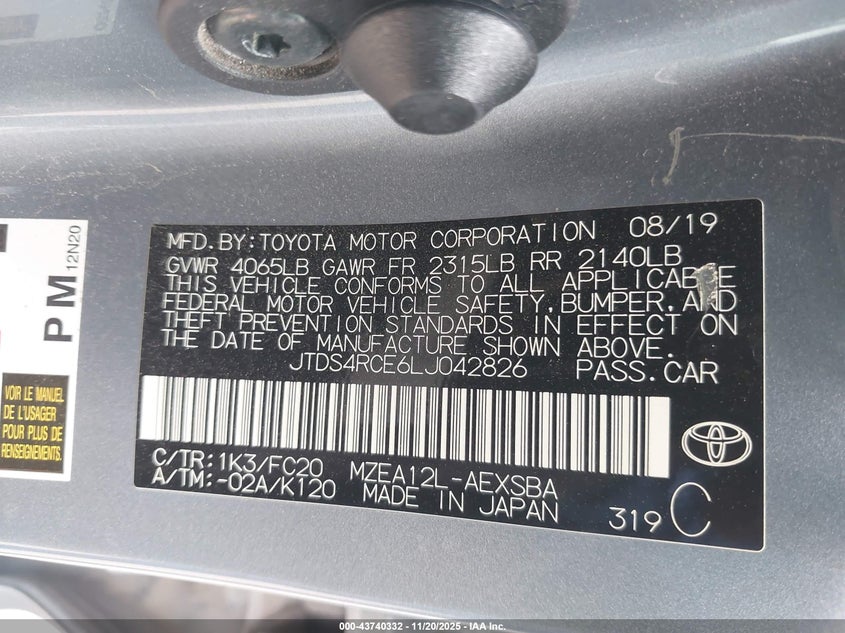 PM 12N20
VOIR LE MANUEL
DE L'USAGER
POUR PLUS DE
RENSEIGNEMENTS.
MFD.BY:TOYOTA MOTOR CORPORATION 08/19
GVWR 4065LB GAWR FR 2315LB RR 2140LB
THIS VEHICLE CONFORMS TO ALL APPLICABLE
FEDERAL MOTOR VEHICLE SAFETY,BUMPER,AND
THEFT PREVENTION STANDARDS IN EFFECT ON
THE DATE OF MANUFACTURE SHOWN ABOVE.
JTDS4RCE6LJ042826 PASS.CAR
C/TR:1K3/FC20 MZEA12L-AEXSBA
A/TM:-02A/K120 MADE IN JAPAN
319 C
000-43740332 — 11/20/2025 — IAA Inc.